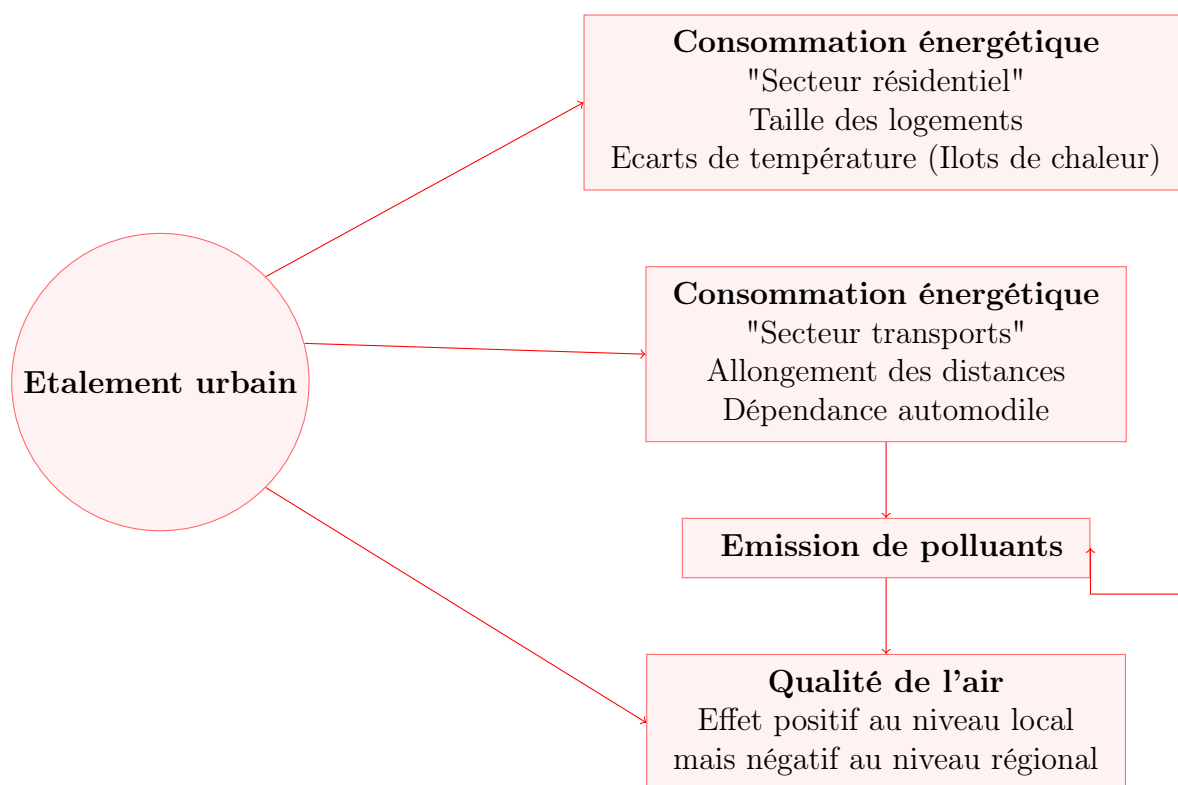 Consommation énergétique
"Secteur résidentiel"
Taille des logements
Ecarts de température (Ilots de chaleur)
Etalement urbain
Consommation énergétique
"Secteur transports"
Allongement des distances
Dépendance automodile
Emission de polluants
Qualité de l'air
Effet positif au niveau local
mais négatif au niveau régional